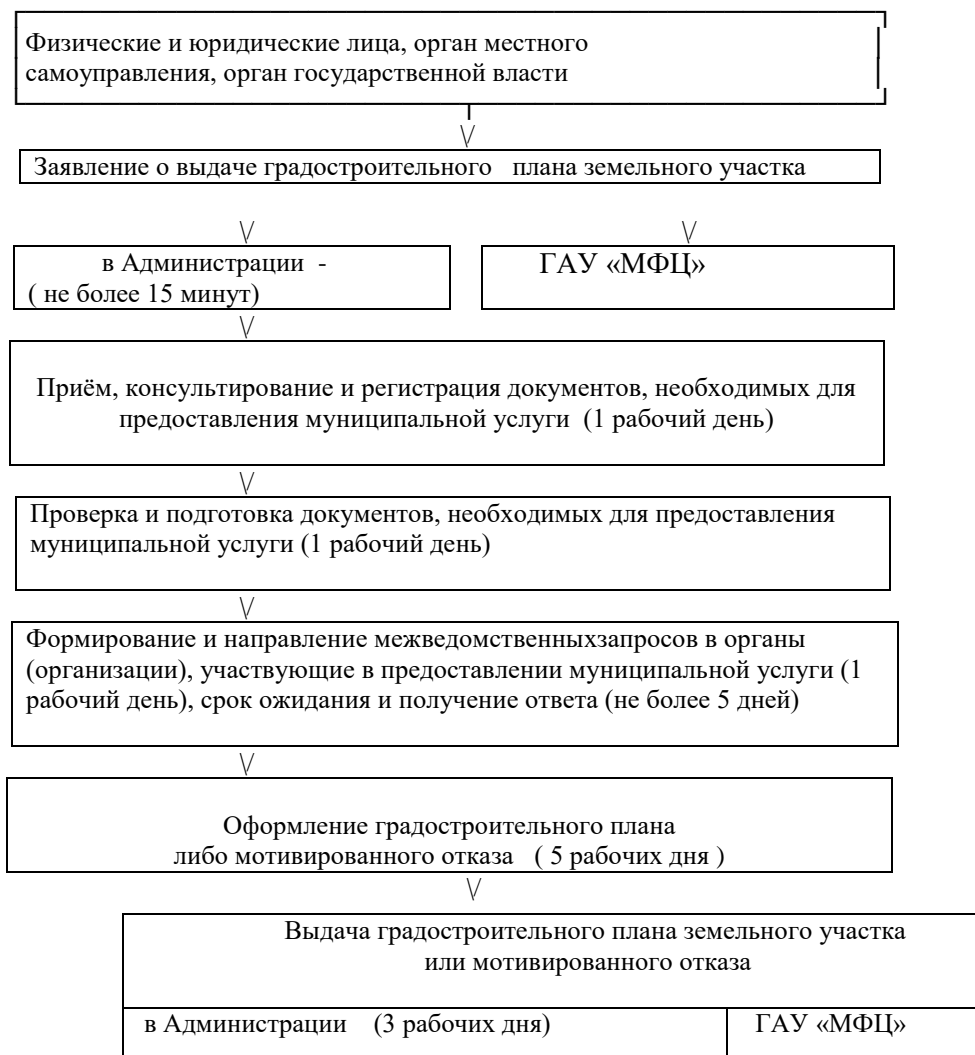 Физические и юридические лица, орган местного
самоуправления, орган государственной власти
Заявление о выдаче градостроительного плана земельного участка
в Администрации -
( не более 15 минут)
ГАУ «МФЦ»
Приём, консультирование и регистрация документов, необходимых для
предоставления муниципальной услуги (1 рабочий день)
Проверка и подготовка документов, необходимых для предоставления
муниципальной услуги (1 рабочий день)
Формирование и направление межведомственныхзапросов в органы
(организации), участвующие в предоставлении муниципальной услуги (1
рабочий день), срок ожидания и получение ответа (не более 5 дней)
Оформление градостроительного плана
либо мотивированного отказа ( 5 рабочих дня )
Выдача градостроительного плана земельного участка
или мотивированного отказа
в Администрации (3 рабочих дня)
ГАУ «МФЦ»